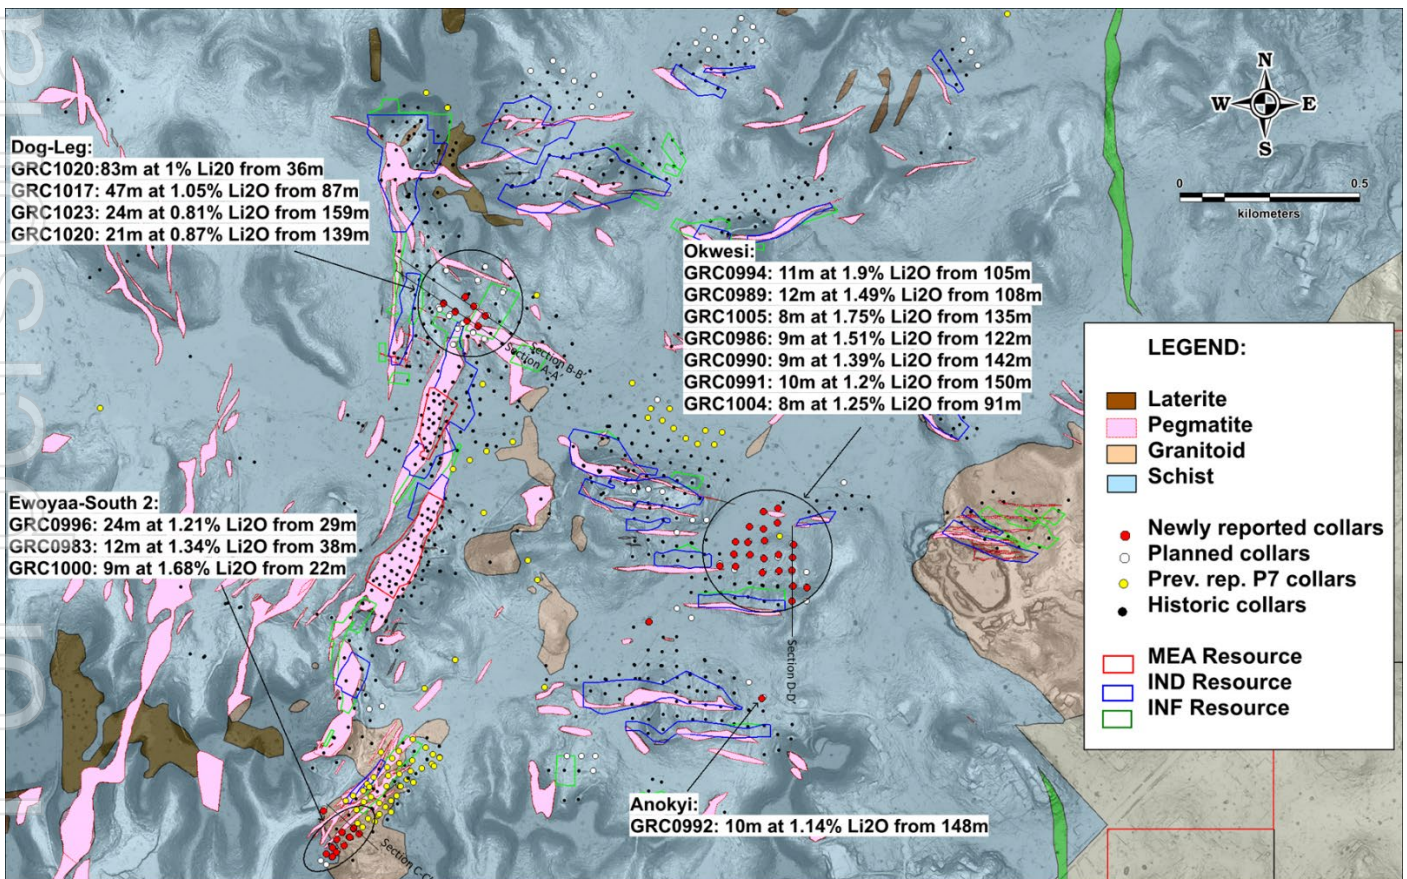 N
W E
S
0 0.5
kilometers
Dog-Leg:
GRC1020:83m at 1% Li20 from 36m
GRC1017: 47m at 1.05% Li2O from 87m
GRC1023: 24m at 0.81% Li2O from 159m
GRC1020: 21m at 0.87% Li2O from 139m
Okwesi:
GRC0994: 11m at 1.9% Li2O from 105m
GRC0989: 12m at 1.49% Li2O from 108m
GRC1005: 8m at 1.75% Li2O from 135m
GRC0986: 9m at 1.51% Li2O from 122m
GRC0990: 9m at 1.39% Li2O from 142m
GRC0991: 10m at 1.2% Li2O from 150m
GRC1004: 8m at 1.25% Li2O from 91m
Section B-B'
Section A-A'
LEGEND:
Laterite
Pegmatite
Granitoid
Schist
Newly reported collars
Planned collars
Prev. rep. P7 collars
Historic collars
MEA Resource
IND Resource
INF Resource
Ewoyaa-South 2:
GRC0996: 24m at 1.21% Li2O from 29m
GRC0983: 12m at 1.34% Li2O from 38m
GRC1000: 9m at 1.68% Li2O from 22m
Section D-D'
Anokyi:
GRC0992: 10m at 1.14% Li2O from 148m
Section C-C'